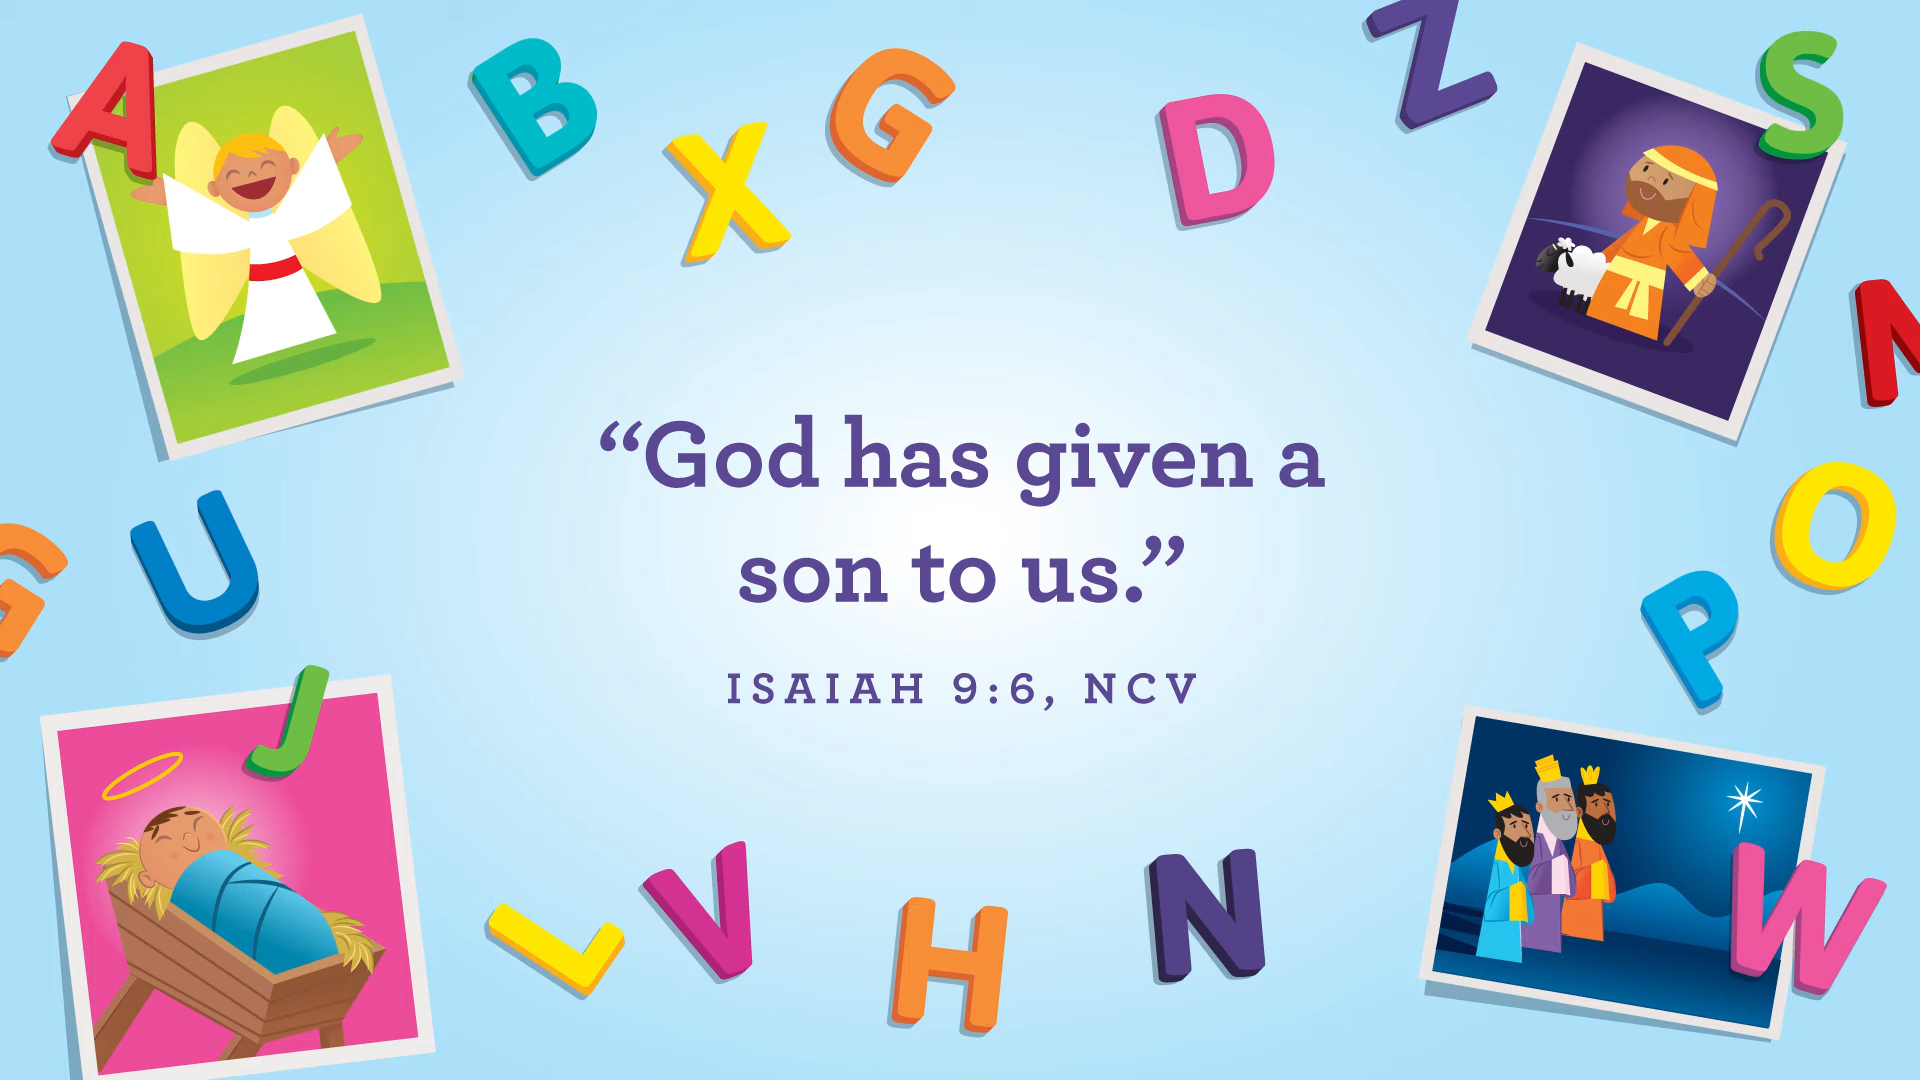 A
B
X
G
D
Z
S
“God has given a
son to us.”
ISAIAH 9:6, NCV
G
U
O
P
J
L
V
H
N
W